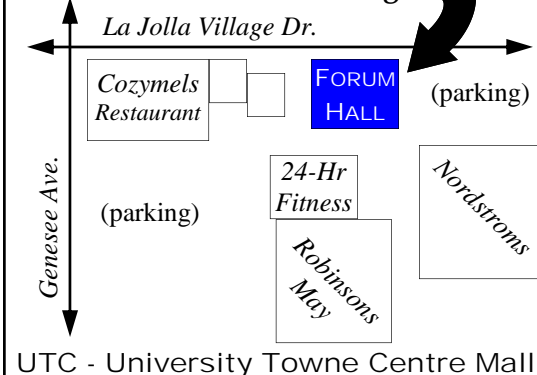 La Jolla Village Dr.
Cozymels
Restaurant
FORUM
HALL
(parking)
Genesee Ave.
(parking)
24-Hr
Fitness
Nordstroms
Robinsons
May
UTC - University Towne Centre Mall